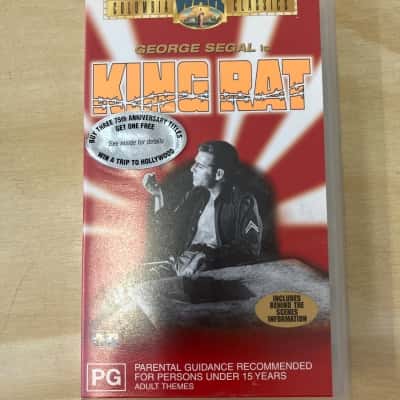 COLUMBIA CLASSICS
GEORGE SEGAL in
KING RAT
BUY THREE 75th ANNIVERSARY TITLES
GET ONE FREE
See inside for details
WIN A TRIP TO HOLLYWOOD
INCLUDES
BEHIND THE
SCENES
INFORMATION
PG
PARENTAL GUIDANCE RECOMMENDED
FOR PERSONS UNDER 15 YEARS
ADULT THEMES